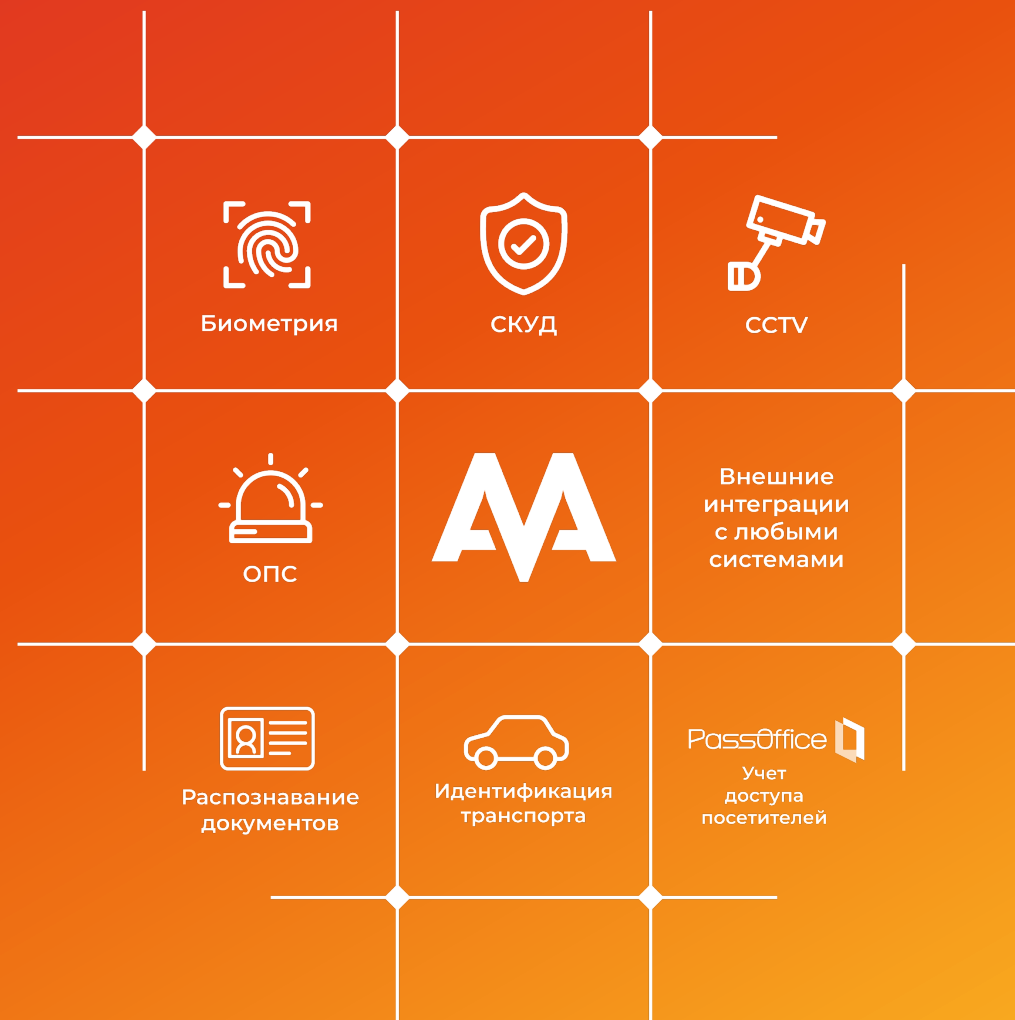 Биометрия
СКУД
CCTV
ОПС
Внешние
интеграции
с любыми
системами
Распознавание
документов
Идентификация
транспорта
PassOffice
Учет
доступа
посетителей